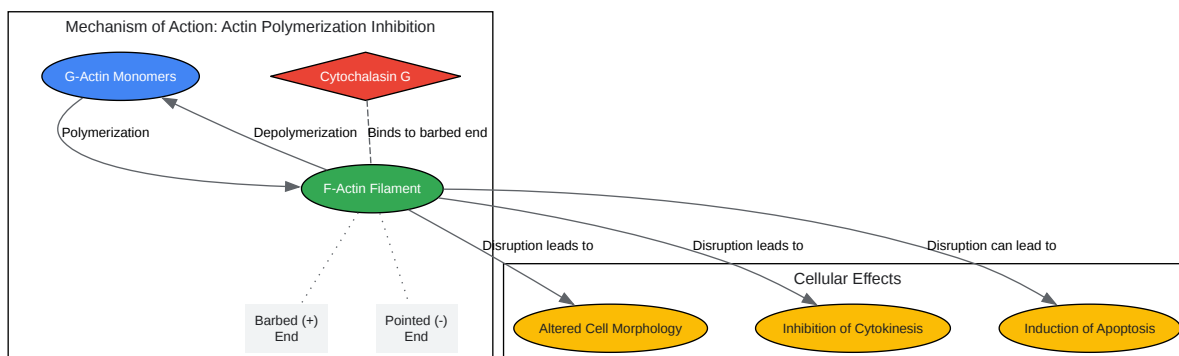 Mechanism of Action: Actin Polymerization Inhibition
G-Actin Monomers
Cytochalasin G
Polymerization
Depolymerization
Binds to barbed end
F-Actin Filament
Disruption leads to
Disruption leads to
Disruption can lead to
Cellular Effects
Barbed (+)
End
Pointed (-)
End
Altered Cell Morphology
Inhibition of Cytokinesis
Induction of Apoptosis